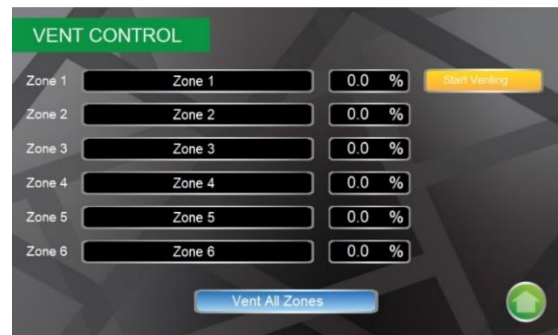 VENT CONTROL
Zone 1 Zone 1 0.0 % Start Venting
Zone 2 Zone 2 0.0 %
Zone 3 Zone 3 0.0 %
Zone 4 Zone 4 0.0 %
Zone 5 Zone 5 0.0 %
Zone 6 Zone 6 0.0 %
Vent All Zones